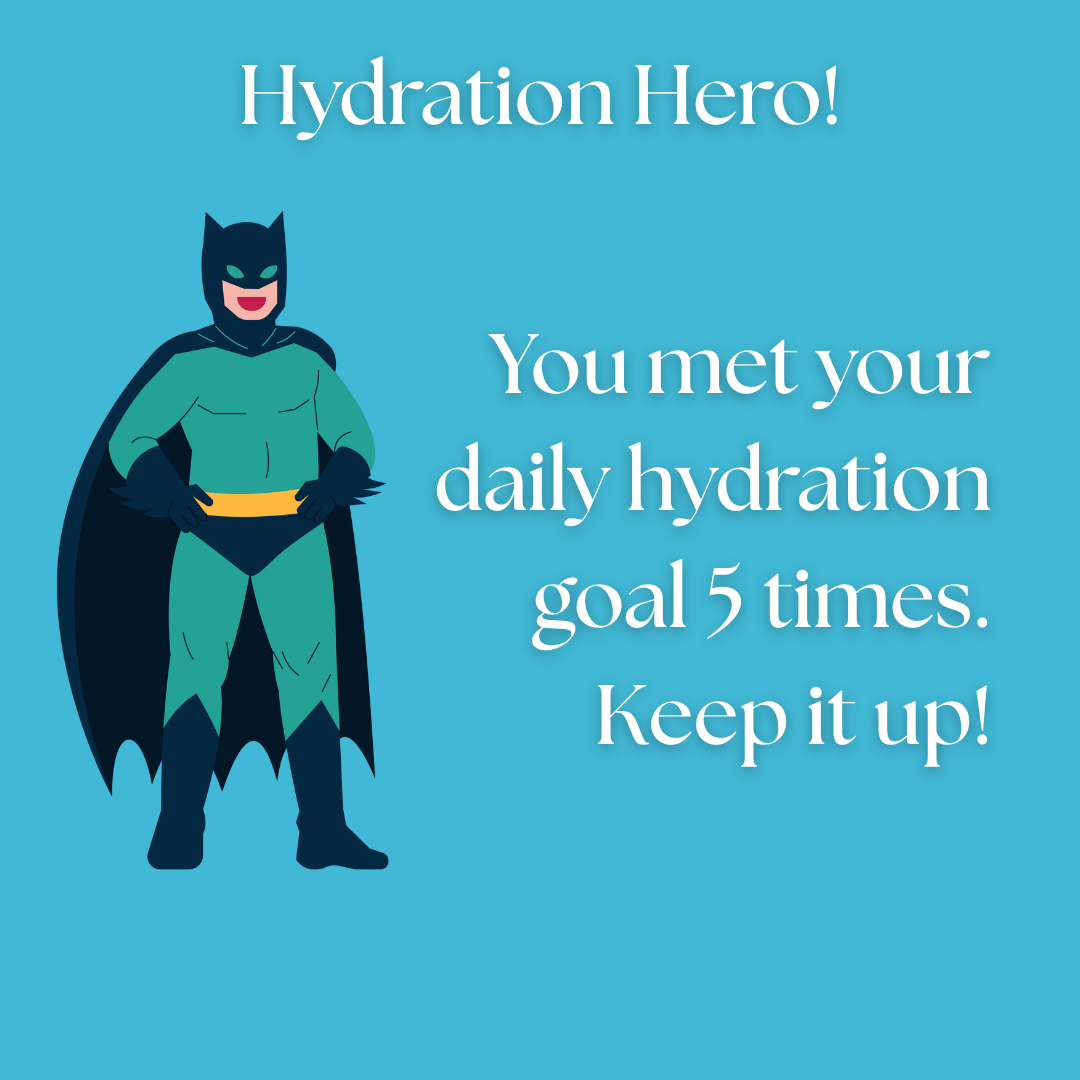 Hydration Hero!
You met your
daily hydration
goal 5 times.
Keep it up!